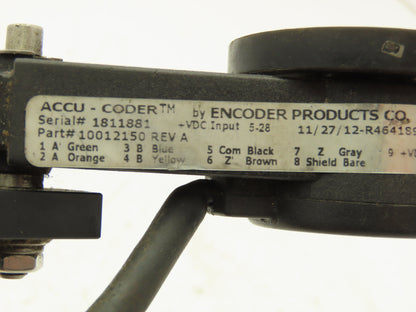 ACCU - CODER™ by ENCODER PRODUCTS CO.
Serial# 1811881 +VDC Input 5-28 11/27/12-R46418
Part# 10012150 REV A
1 A' Green 3 B' Blue 5 Com Black 7 Z Gray 9
2 A Orange 4 B Yellow 6 Z' Brown 8 Shield Bare